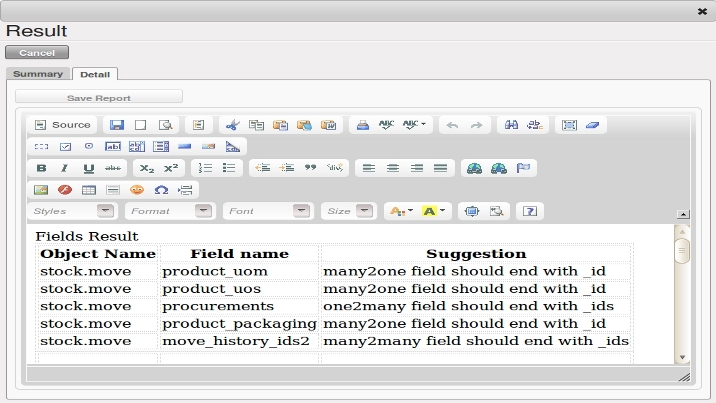 Result
Cancel
Summary Detail
Save Report
Source
B I U abc X2 X2
Styles Format Font Size A A ?
Fields Result
Object Name Field name Suggestion
stock.move product_uom many2one field should end with _id
stock.move product_uos many2one field should end with _id
stock.move procurements one2many field should end with _ids
stock.move product_packaging many2one field should end with _id
stock.move move_history_ids2 many2many field should end with _ids